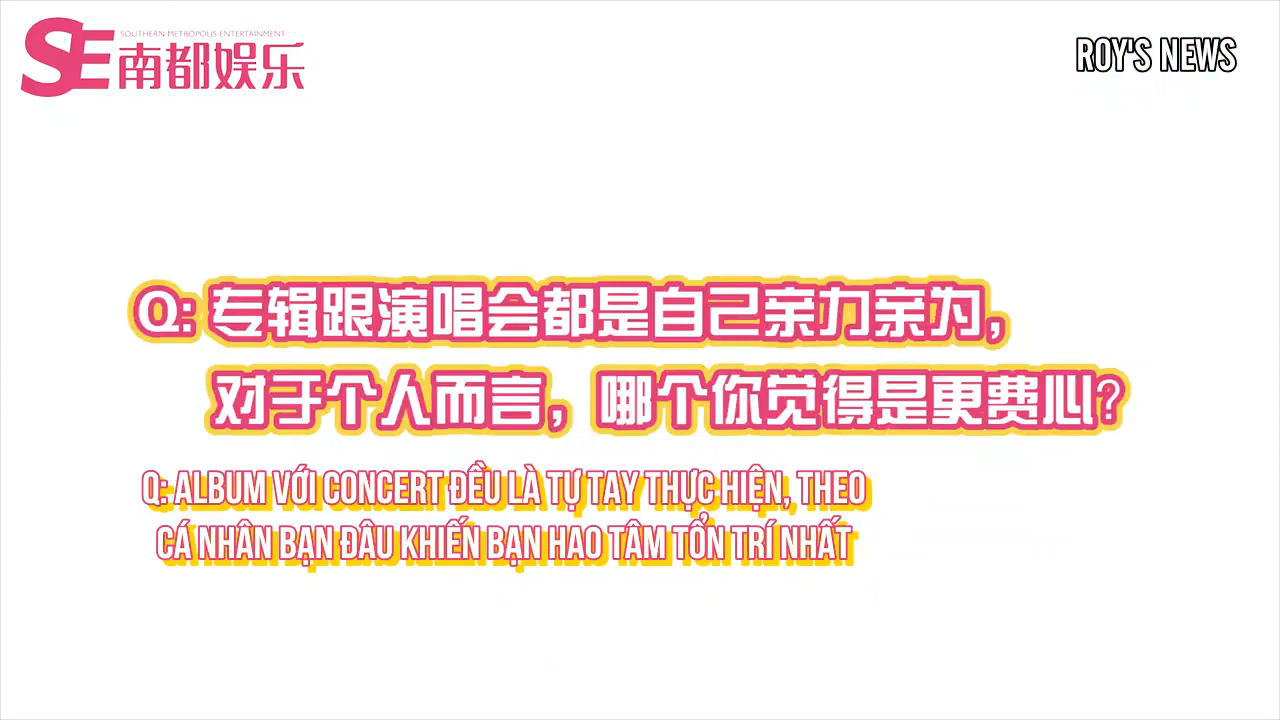 SOUTHERN METROPOLIS ENTERTAINMENT
SE南都娱乐
ROY'S NEWS
Q: 专辑跟演唱会都是自己亲力亲为，
对于个人而言，哪个你觉得是更费心?
Q: ALBUM VỚI CONCERT ĐỀU LÀ TỰ TAY THỰC HIỆN, THEO
CÁ NHÂN BẠN ĐÂU KHIẾN BẠN HAO TÂM TỔN TRÍ NHẤT